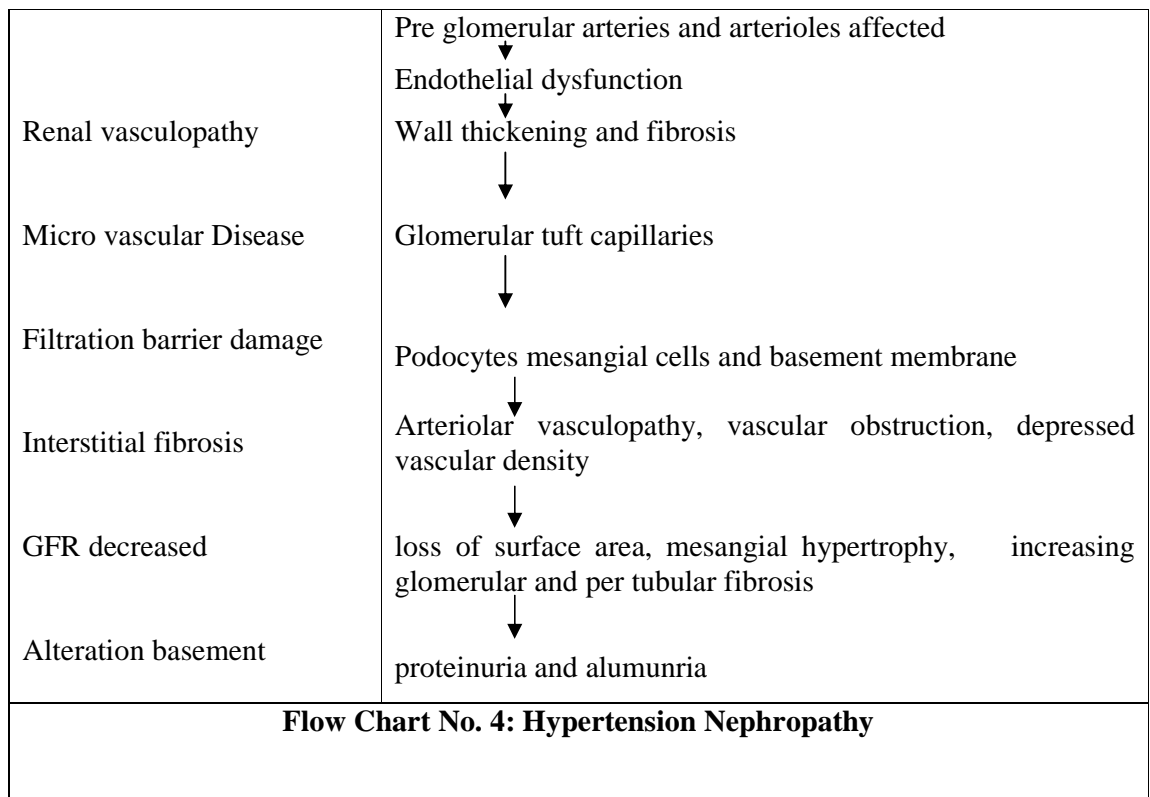 Pre glomerular arteries and arterioles affected
Endothelial dysfunction
Renal vasculopathy
Wall thickening and fibrosis
Micro vascular Disease
Glomerular tuft capillaries
Filtration barrier damage
Podocytes mesangial cells and basement membrane
Interstitial fibrosis
Arteriolar vasculopathy, vascular obstruction, depressed
vascular density
GFR decreased
loss of surface area, mesangial hypertrophy, increasing
glomerular and per tubular fibrosis
Alteration basement
proteinuria and alumunria
Flow Chart No. 4: Hypertension Nephropathy